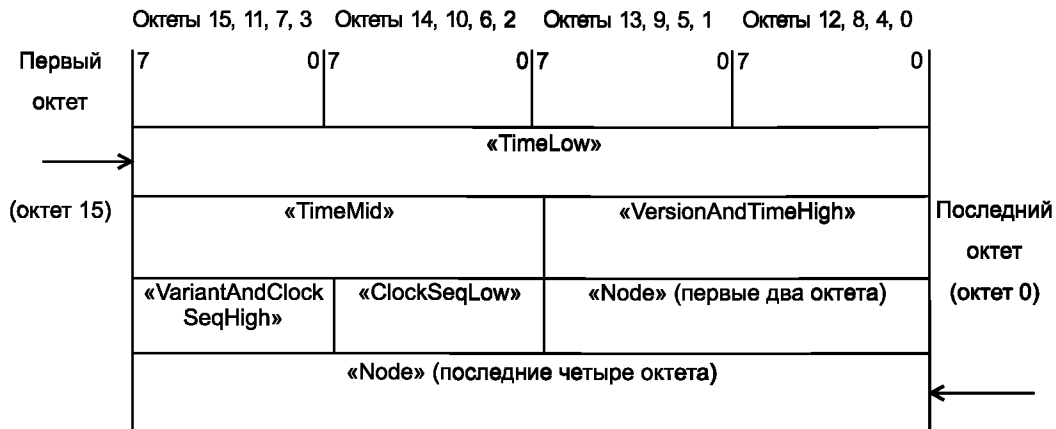 Октеты 15, 11, 7, 3 Октеты 14, 10, 6, 2 Октеты 13, 9, 5, 1 Октеты 12, 8, 4, 0
Первый
октет
7 0 7 0 7 0 7 0
«TimeLow»
(октет 15)
«TimeMid» «VersionAndTimeHigh»
Последний
октет
(октет 0)
«VariantAndClock
SeqHigh»
«ClockSeqLow»
«Node» (первые два октета)
«Node» (последние четыре октета)